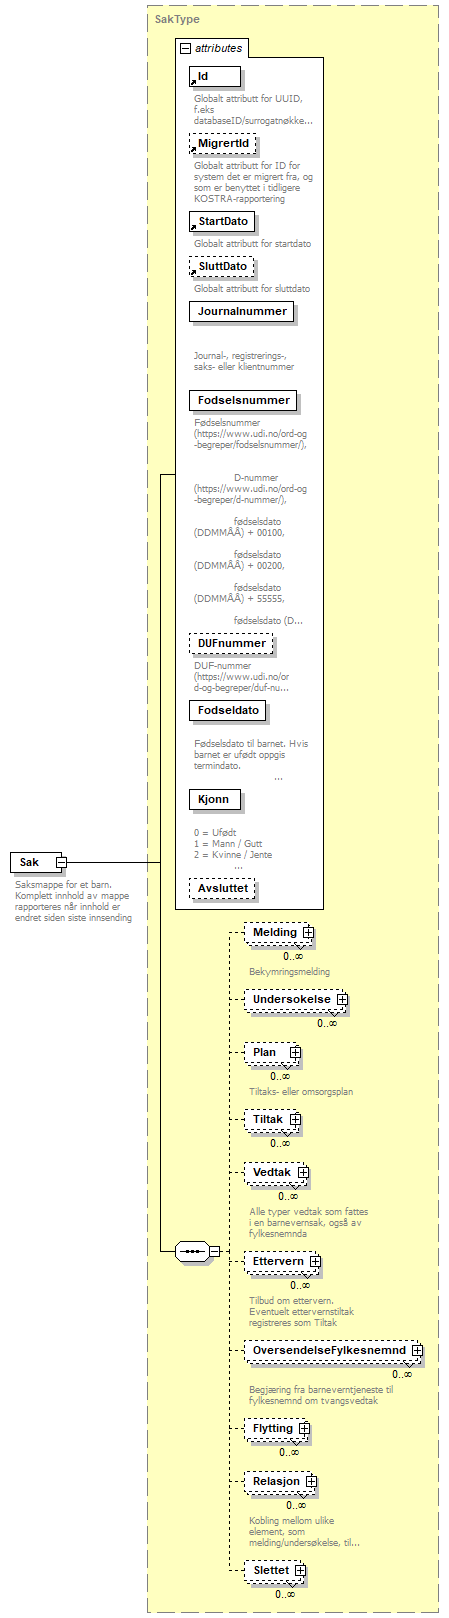 SakType
attributes
Id
Globalt attributt for UUID,
f.eks
databaseID/surrogatnøkke...
MigrertId
Globalt attributt for ID for
system det er migrert fra, og
som er benyttet i tidligere
KOSTRA-rapportering
StartDato
Globalt attributt for startdato
SluttDato
Globalt attributt for sluttdato
Journalnummer
Journal-, registrerings-,
saks- eller klientnummer
Fodselsnummer
Fødselsnummer
(https://www.udi.no/ord-og
-begreper/fodselsnummer/),
D-nummer
(https://www.udi.no/ord-og
-begreper/d-nummer/),
fødselsdato
(DDMMÅÅ) + 00100,
fødselsdato
(DDMMÅÅ) + 00200,
fødselsdato
(DDMMÅÅ) + 55555,
fødselsdato (D...
DUFnummer
DUF-nummer
(https://www.udi.no/or
d-og-begreper/duf-nu...
Fodseldato
Fødselsdato til barnet. Hvis
barnet er ufødt oppgis
termindato.
...
Kjonn
0 = Ufødt
1 = Mann / Gutt
2 = Kvinne / Jente
...
Avsluttet
Sak
Saksmappe for et barn.
Komplett innhold av mappe
rapporteres når innhold er
endret siden siste innsending
Melding
0..∞
Bekymringsmelding
Undersokelse
0..∞
Plan
0..∞
Tiltaks- eller omsorgsplan
Tiltak
0..∞
Vedtak
0..∞
Alle typer vedtak som fattes
i en barnevernsak, også av
fylkesnemnda
Ettervern
0..∞
Tilbud om ettervern.
Eventuelt ettervernstiltak
registreres som Tiltak
OversendelseFylkesnemnd
0..∞
Begjæring fra barneverntjeneste til
fylkesnemnd om tvangsvedtak
Flytting
0..∞
Relasjon
0..∞
Kobling mellom ulike
element, som
melding/undersøkelse, til...
Slettet
0..∞